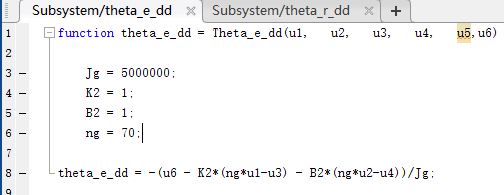 Subsystem/theta_e_dd × Subsystem/theta_r_dd × +
1 function theta_e_dd = Theta_e_dd(u1, u2, u3, u4, u5,u6)
2
3 – Jg = 5000000;
4 – K2 = 1;
5 – B2 = 1;
6 – ng = 70;
7
8 – theta_e_dd = -(u6 - K2*(ng*u1-u3) - B2*(ng*u2-u4))/Jg;